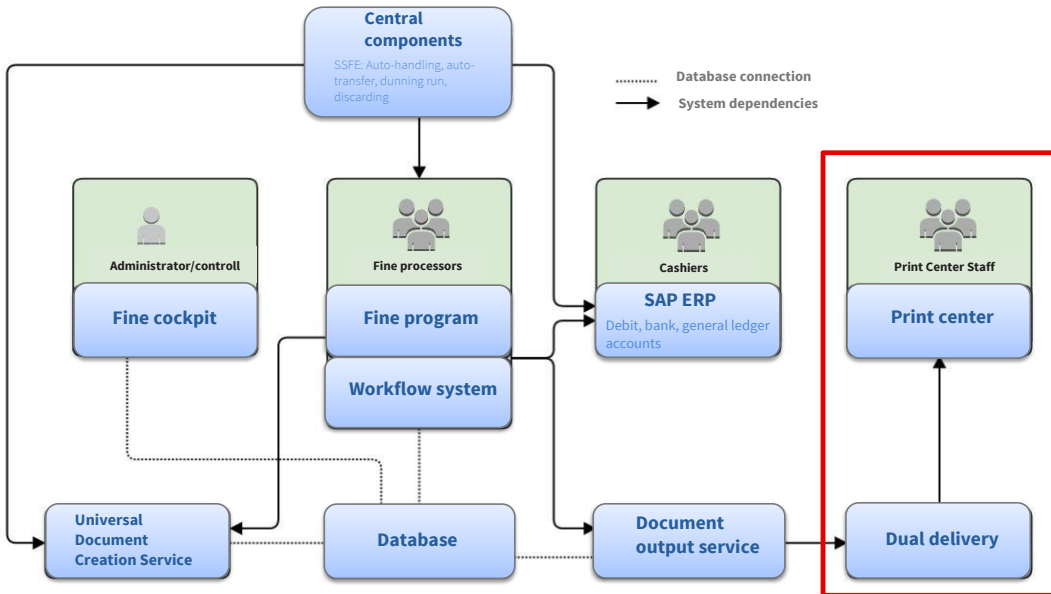 Central
components
SSFE: Auto-handling, auto-
transfer, dunning run,
discarding
Database connection
System dependencies
Administrator/controll
Fine processors
Cashiers
Print Center Staff
Fine cockpit
Fine program
SAP ERP
Debit, bank, general ledger
accounts
Print center
Workflow system
Universal
Document
Creation Service
Database
Document
output service
Dual delivery